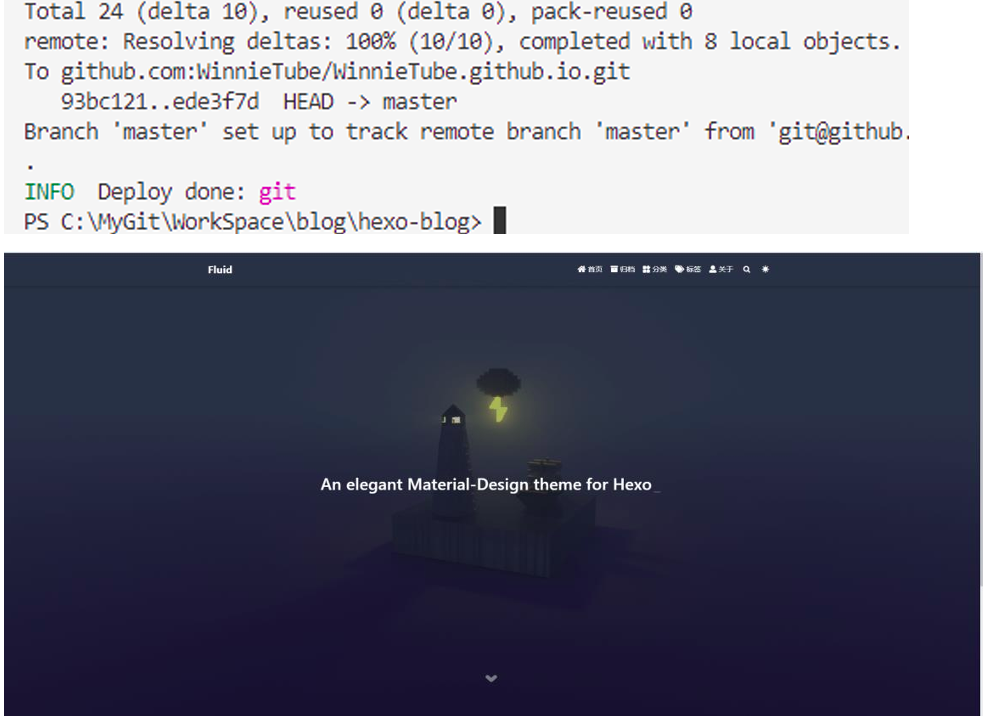 Total 24 (delta 10), reused 0 (delta 0), pack-reused 0
remote: Resolving deltas: 100% (10/10), completed with 8 local objects.
To github.com:WinnieTube/WinnieTube.github.io.git
93bc121..ede3f7d  HEAD -> master
Branch 'master' set up to track remote branch 'master' from 'git@github.
.
INFO  Deploy done: git
PS C:\MyGit\WorkSpace\blog\hexo-blog>
Fluid 首页 归档 分类 标签 关于
An elegant Material-Design theme for Hexo_